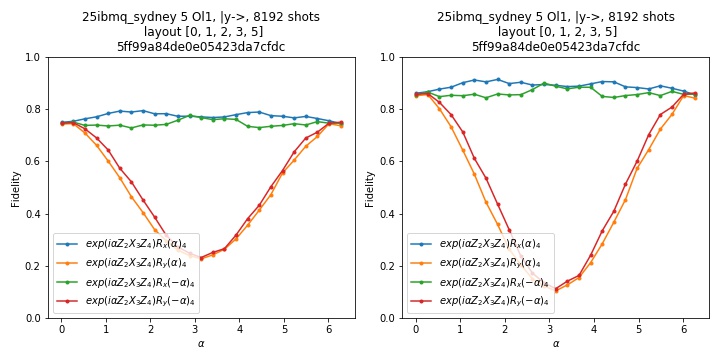 25ibmq_sydney 5 Ol1, |y->, 8192 shots
layout [0, 1, 2, 3, 5]
5ff99a84de0e05423da7cfdc
1.0
0.8
0.6
0.4
0.2
0.0
Fidelity
exp(iαZ₂X₃Z₄)Rₓ(α)₄
exp(iαZ₂X₃Z₄)Rᵧ(α)₄
exp(iαZ₂X₃Z₄)Rₓ(−α)₄
exp(iαZ₂X₃Z₄)Rᵧ(−α)₄
0 1 2 3 4 5 6
α
25ibmq_sydney 5 Ol1, |y->, 8192 shots
layout [0, 1, 2, 3, 5]
5ff99a84de0e05423da7cfdc
1.0
0.8
0.6
0.4
0.2
0.0
Fidelity
exp(iαZ₂X₃Z₄)Rₓ(α)₄
exp(iαZ₂X₃Z₄)Rᵧ(α)₄
exp(iαZ₂X₃Z₄)Rₓ(−α)₄
exp(iαZ₂X₃Z₄)Rᵧ(−α)₄
0 1 2 3 4 5 6
α